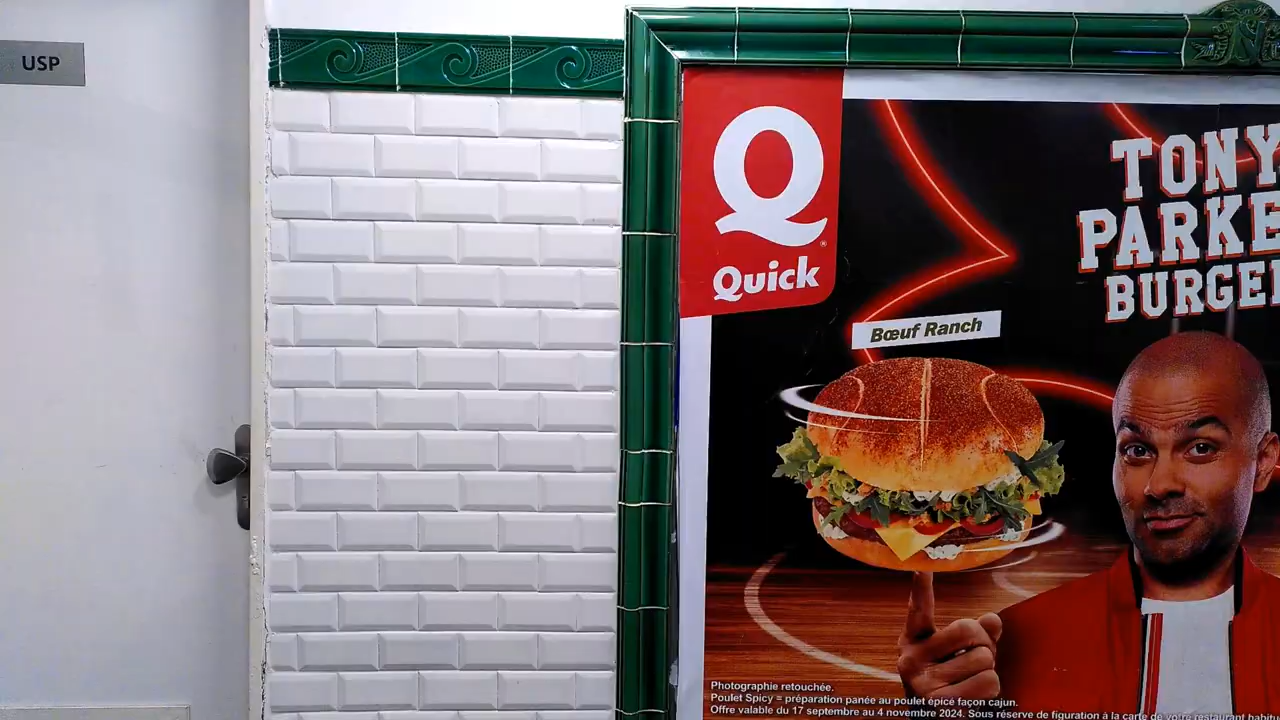 USP
Q
Quick
TONY
PARKE
BURGE
Bœuf Ranch
Photographie retouchée.
Poulet Spicy = préparation panée au poulet épicé façon cajun.
Offre valable du 17 septembre au 4 novembre 2024. Sous réserve de figuration à la carte de votre restaurant